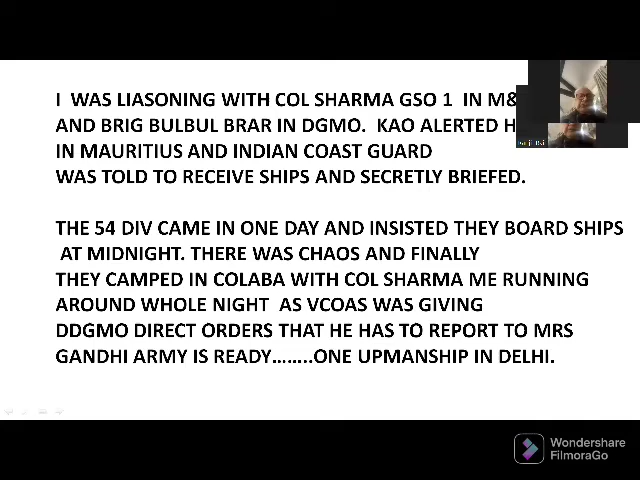 I WAS LIASONING WITH COL SHARMA GSO 1 IN M&
AND BRIG BULBUL BRAR IN DGMO. KAO ALERTED H
IN MAURITIUS AND INDIAN COAST GUARD
WAS TOLD TO RECEIVE SHIPS AND SECRETLY BRIEFED.
THE 54 DIV CAME IN ONE DAY AND INSISTED THEY BOARD SHIPS
AT MIDNIGHT. THERE WAS CHAOS AND FINALLY
THEY CAMPED IN COLABA WITH COL SHARMA ME RUNNING
AROUND WHOLE NIGHT AS VCOAS WAS GIVING
DDGMO DIRECT ORDERS THAT HE HAS TO REPORT TO MRS
GANDHI ARMY IS READY........ONE UPMANSHIP IN DELHI.
Wondershare
FilmoraGo